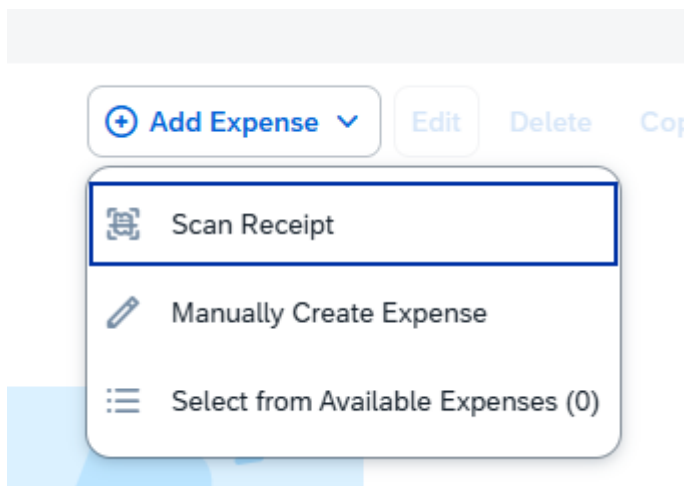 Add Expense Edit Delete
Scan Receipt
Manually Create Expense
Select from Available Expenses (0)